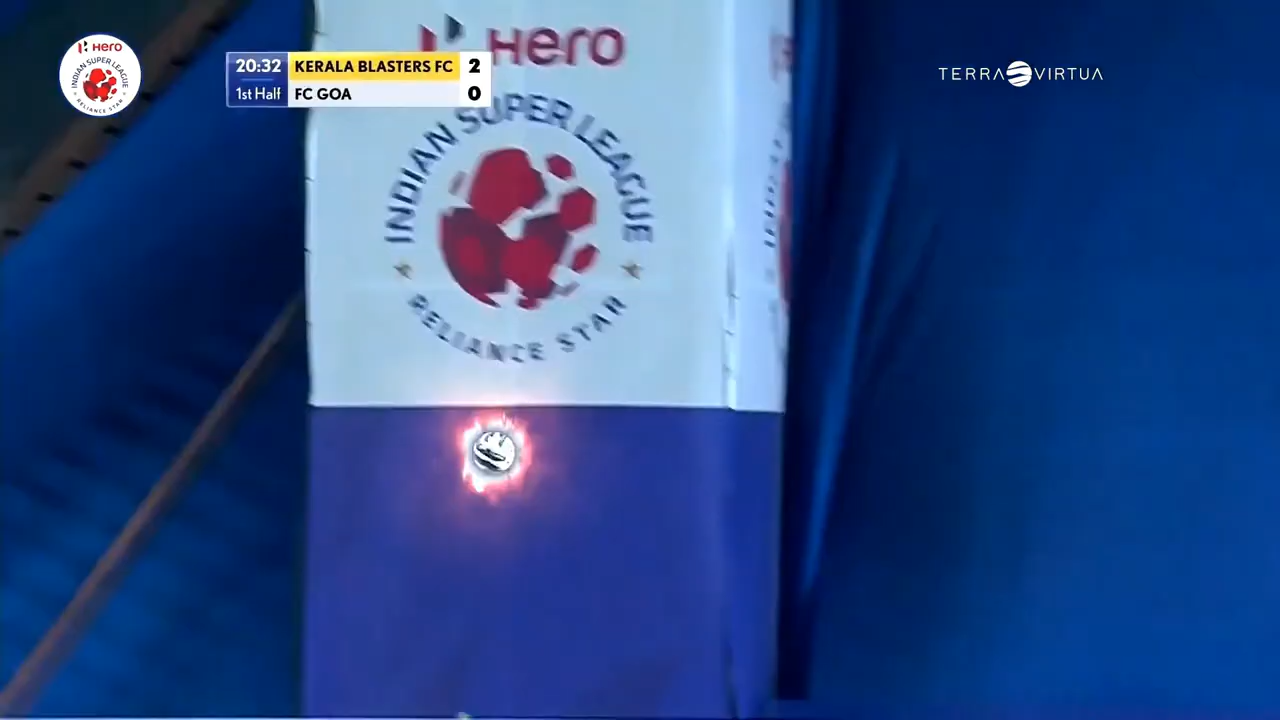 Hero
INDIAN SUPER LEAGUE
RELIANCE STAR
20:32 KERALA BLASTERS FC 2
1st Half FC GOA 0
TERRA VIRTUA
Hero
INDIAN SUPER LEAGUE
RELIANCE STAR